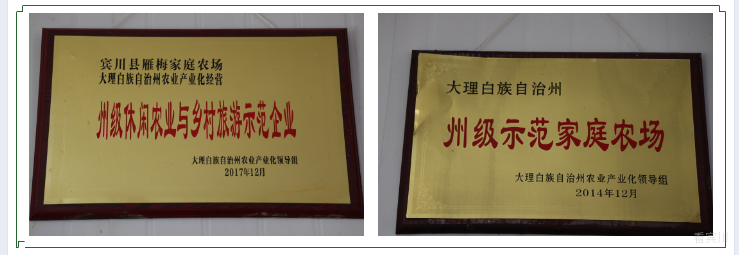 宾川县雁梅家庭农场
大理白族自治州农业产业化经营
州级休闲农业与乡村旅游示范企业
大理白族自治州农业产业化领导组
2017年12月
大理白族自治州
州级示范家庭农场
大理白族自治州农业产业化领导组
2014年12月